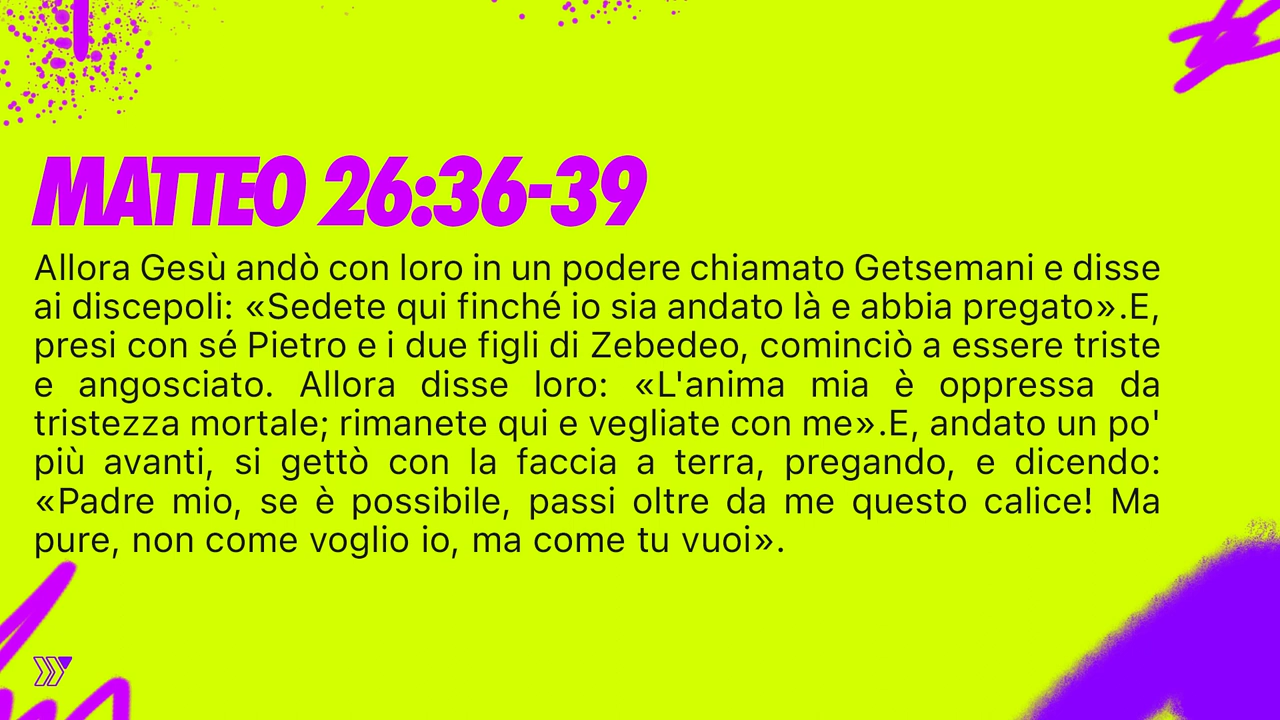 MATTEO 26:36-39
Allora Gesù andò con loro in un podere chiamato Getsemani e disse
ai discepoli: «Sedete qui finché io sia andato là e abbia pregato».E,
presi con sé Pietro e i due figli di Zebedeo, cominciò a essere triste
e angosciato. Allora disse loro: «L'anima mia è oppressa da
tristezza mortale; rimanete qui e vegliate con me».E, andato un po'
più avanti, si gettò con la faccia a terra, pregando, e dicendo:
«Padre mio, se è possibile, passi oltre da me questo calice! Ma
pure, non come voglio io, ma come tu vuoi».